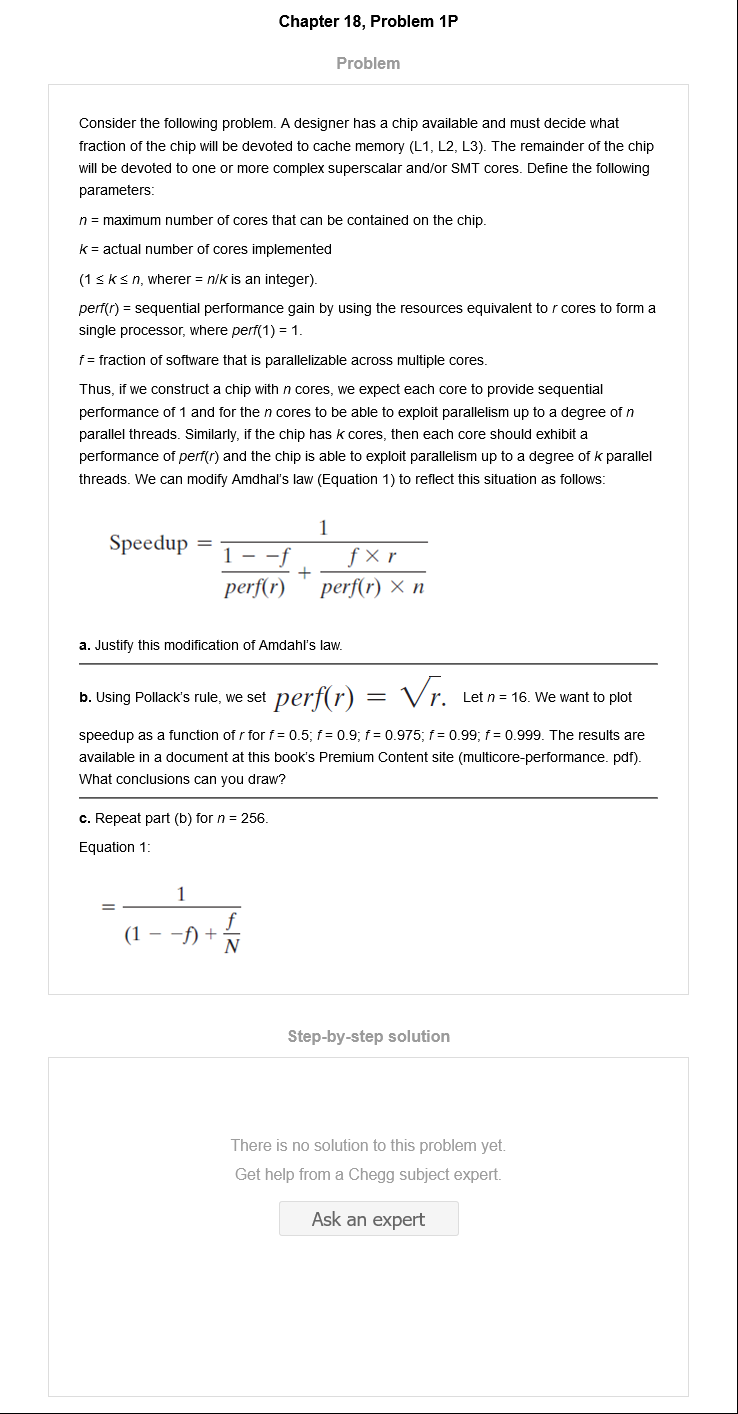 Chapter 18, Problem 1P
Problem
Consider the following problem. A designer has a chip available and must decide what
fraction of the chip will be devoted to cache memory (L1, L2, L3). The remainder of the chip
will be devoted to one or more complex superscalar and/or SMT cores. Define the following
parameters:
n = maximum number of cores that can be contained on the chip.
k = actual number of cores implemented
(1 ≤ k ≤ n, wherer = n/k is an integer).
perf(r) = sequential performance gain by using the resources equivalent to r cores to form a
single processor, where perf(1) = 1.
f = fraction of software that is parallelizable across multiple cores.
Thus, if we construct a chip with n cores, we expect each core to provide sequential
performance of 1 and for the n cores to be able to exploit parallelism up to a degree of n
parallel threads. Similarly, if the chip has k cores, then each core should exhibit a
performance of perf(r) and the chip is able to exploit parallelism up to a degree of k parallel
threads. We can modify Amdhal's law (Equation 1) to reflect this situation as follows:
1
Speedup =
1 − −f f × r
+
perf(r) perf(r) × n
a. Justify this modification of Amdahl's law.
b. Using Pollack's rule, we set perf(r) = √r. Let n = 16. We want to plot
speedup as a function of r for f = 0.5; f = 0.9; f = 0.975; f = 0.99; f = 0.999. The results are
available in a document at this book's Premium Content site (multicore-performance. pdf).
What conclusions can you draw?
c. Repeat part (b) for n = 256.
Equation 1:
1
=
(1 − −f) + f
N
Step-by-step solution
There is no solution to this problem yet.
Get help from a Chegg subject expert.
Ask an expert